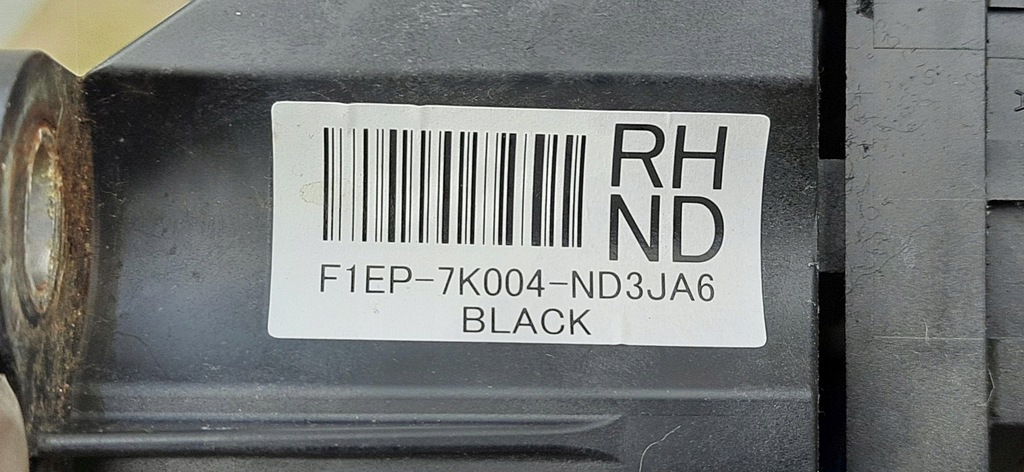 RH
ND
F1EP-7K004-ND3JA6
BLACK